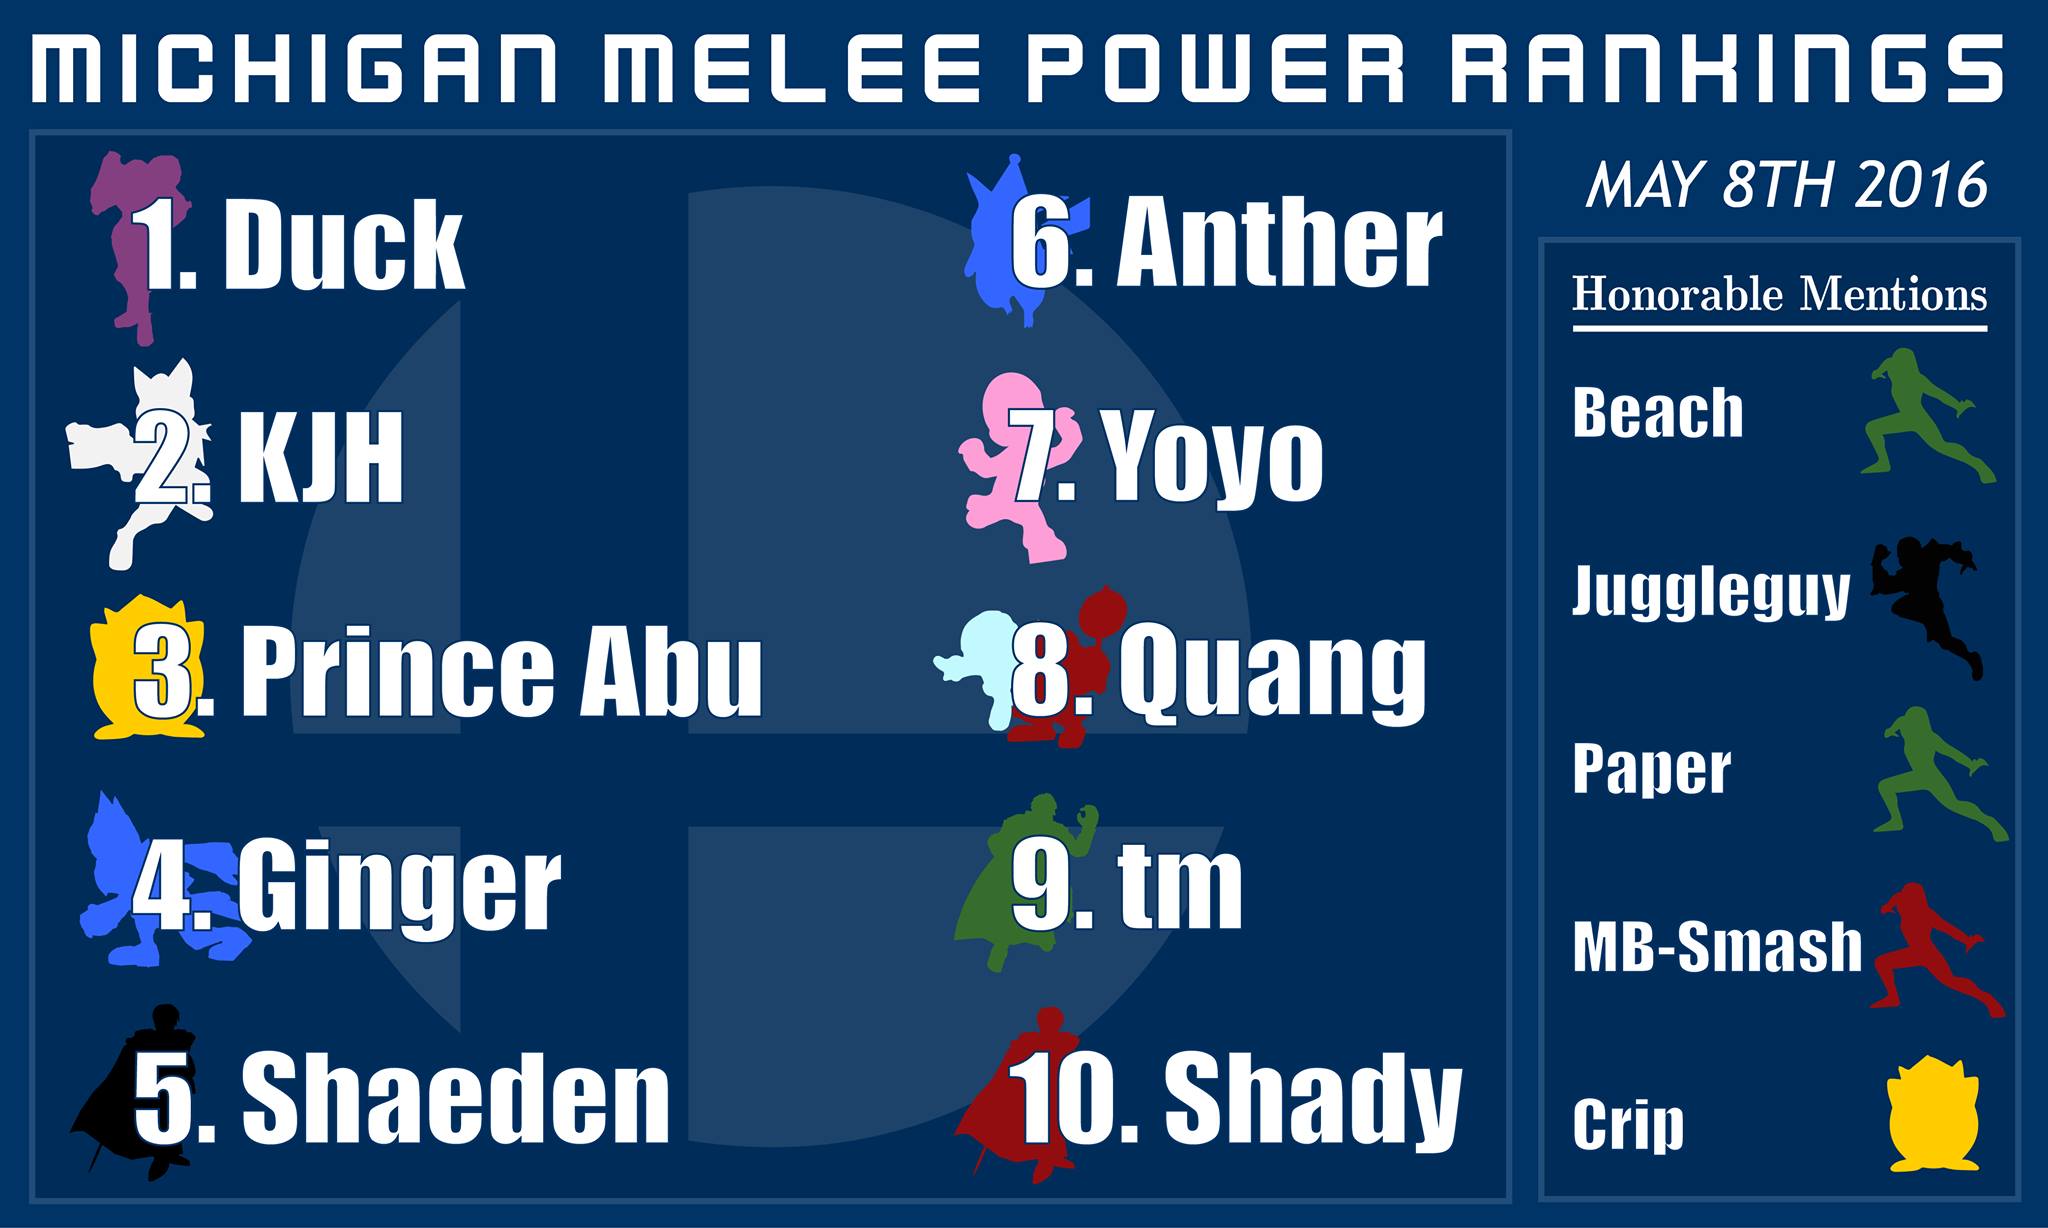 MICHIGAN MELEE POWER RANKINGS
1. Duck
2. KJH
3. Prince Abu
4. Ginger
5. Shaeden
6. Anther
7. Yoyo
8. Quang
9. tm
10. Shady
MAY 8TH 2016
Honorable Mentions
Beach
Juggleguy
Paper
MB-Smash
Crip